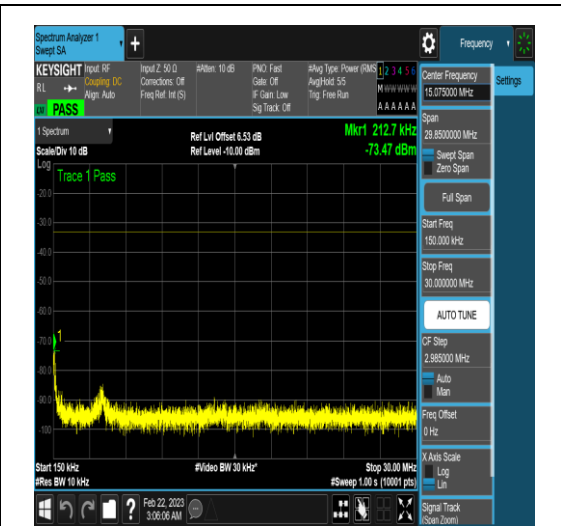 Spectrum Analyzer 1
Swept SA
+
Frequency
KEYSIGHT
RL
PASS
Input: RF
Coupling: DC
Align: Auto
Input Z: 50 Ω
Corrections: Off
Freq Ref: Int (S)
#Atten: 10 dB
PNO: Fast
Gate: Off
IF Gain: Low
Sig Track: Off
#Avg Type: Power (RMS
Avg|Hold: 5/5
Trig: Free Run
1 2 3 4 5 6
M W W W W W
A A A A A A
Center Frequency
15.075000 MHz
Settings
Span
29.8500000 MHz
Swept Span
Zero Span
Full Span
Start Freq
150.000 kHz
Stop Freq
30.000000 MHz
AUTO TUNE
CF Step
2.985000 MHz
Auto
Man
Freq Offset
0 Hz
X Axis Scale
Log
Lin
Signal Track
(Span Zoom)
1 Spectrum
Scale/Div 10 dB
Log
Ref Lvl Offset 6.53 dB
Ref Level -10.00 dBm
Mkr1 212.7 kHz
-73.47 dBm
Trace 1 Pass
-20.0
-30.0
-40.0
-50.0
-60.0
-70.0
1
-80.0
-90.0
-100
Start 150 kHz
#Res BW 10 kHz
#Video BW 30 kHz*
Stop 30.00 MHz
#Sweep 1.00 s (10001 pts)
?
Feb 22, 2023
3:06:06 AM